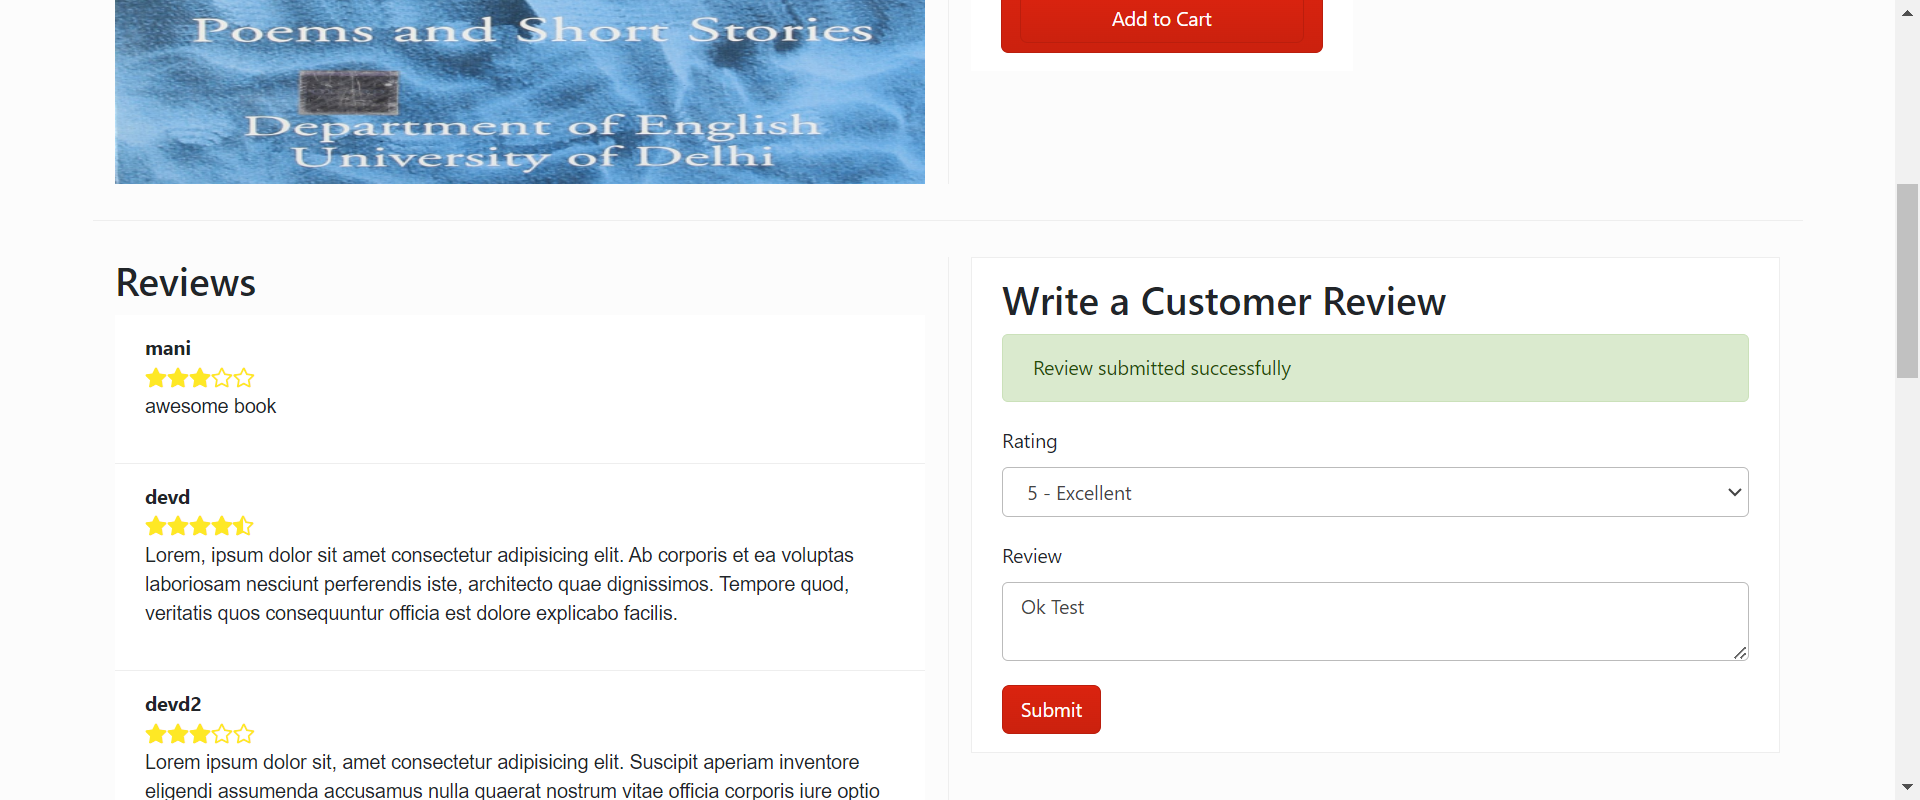 Poems and Short Stories
Department of English
University of Delhi
Add to Cart
Reviews
mani
awesome book
devd
Lorem, ipsum dolor sit amet consectetur adipisicing elit. Ab corporis et ea voluptas
laboriosam nesciunt perferendis iste, architecto quae dignissimos. Tempore quod,
veritatis quos consequuntur officia est dolore explicabo facilis.
devd2
Lorem ipsum dolor sit, amet consectetur adipisicing elit. Suscipit aperiam inventore
eligendi assumenda accusamus nulla quaerat nostrum vitae officia corporis iure optio
Write a Customer Review
Review submitted successfully
Rating
5 - Excellent
Review
Ok Test
Submit